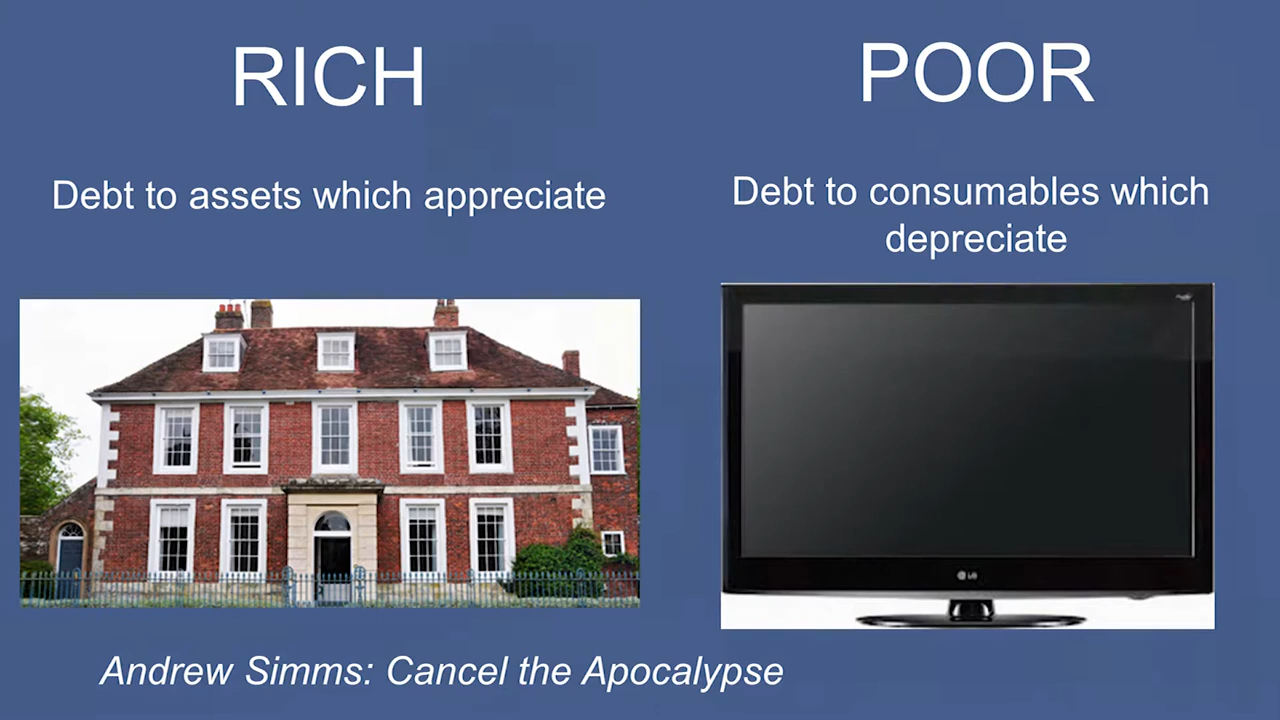 RICH
Debt to assets which appreciate
POOR
Debt to consumables which
depreciate
LG
Andrew Simms: Cancel the Apocalypse